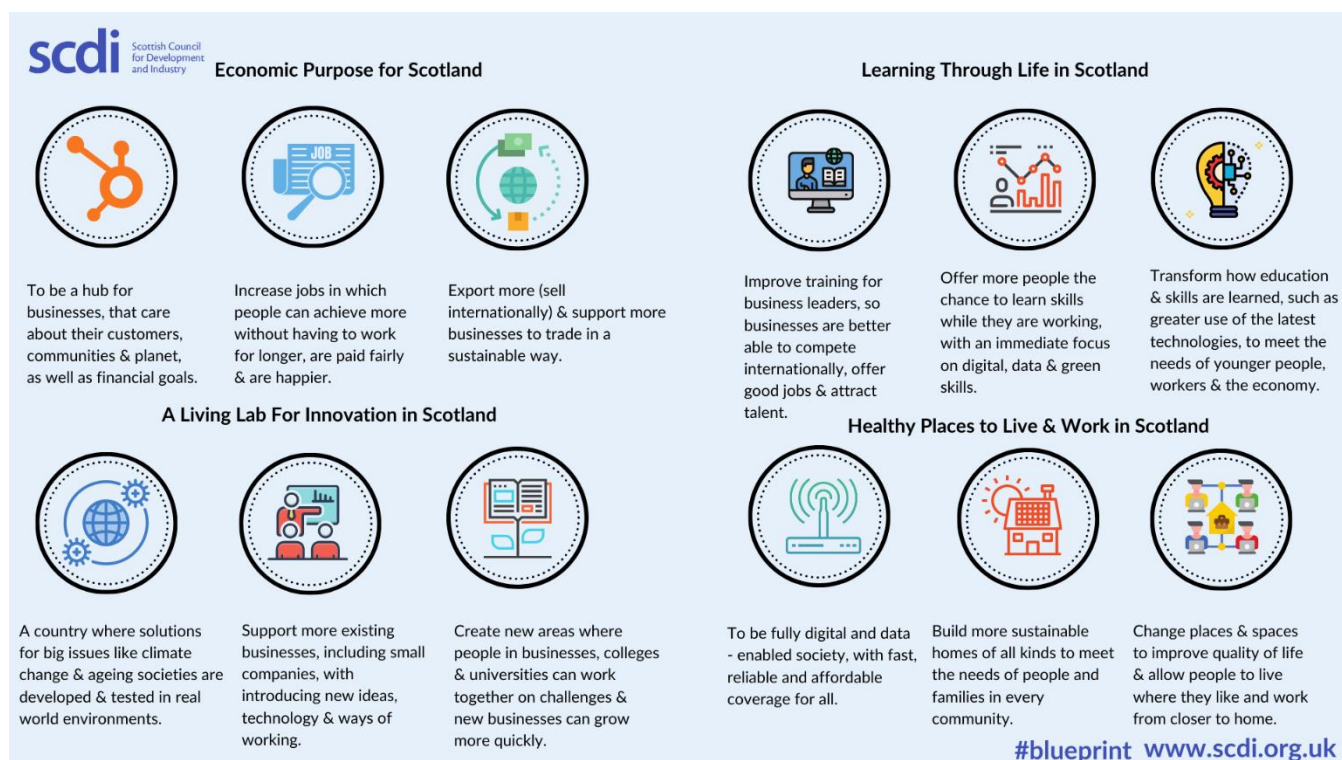 scdi
Scottish Council
for Development
and Industry
Economic Purpose for Scotland
JOB
To be a hub for
businesses, that care
about their customers,
communities & planet,
as well as financial goals.
Increase jobs in which
people can achieve more
without having to work
for longer, are paid fairly
& are happier.
Export more (sell
internationally) & support more
businesses to trade in a
sustainable way.
Learning Through Life in Scotland
Improve training for
business leaders, so
businesses are better
able to compete
internationally, offer
good jobs & attract
talent.
Offer more people the
chance to learn skills
while they are working,
with an immediate focus
on digital, data & green
skills.
Transform how education
& skills are learned, such as
greater use of the latest
technologies, to meet the
needs of younger people,
workers & the economy.
A Living Lab For Innovation in Scotland
A country where solutions
for big issues like climate
change & ageing societies are
developed & tested in real
world environments.
Support more existing
businesses, including small
companies, with
introducing new ideas,
technology & ways of
working.
Create new areas where
people in businesses, colleges
& universities can work
together on challenges &
new businesses can grow
more quickly.
Healthy Places to Live & Work in Scotland
To be fully digital and data
- enabled society, with fast,
reliable and affordable
coverage for all.
Build more sustainable
homes of all kinds to meet
the needs of people and
families in every
community.
Change places & spaces
to improve quality of life
& allow people to live
where they like and work
from closer to home.
#blueprint www.scdi.org.uk